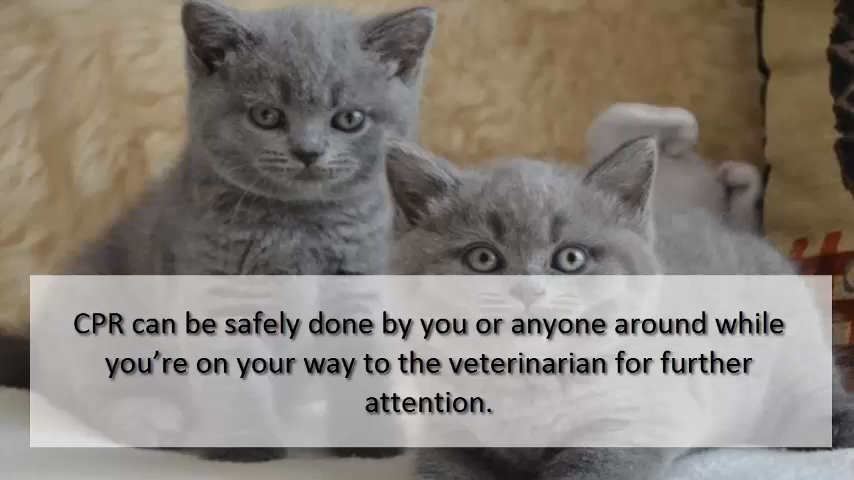 CPR can be safely done by you or anyone around while
you’re on your way to the veterinarian for further
attention.